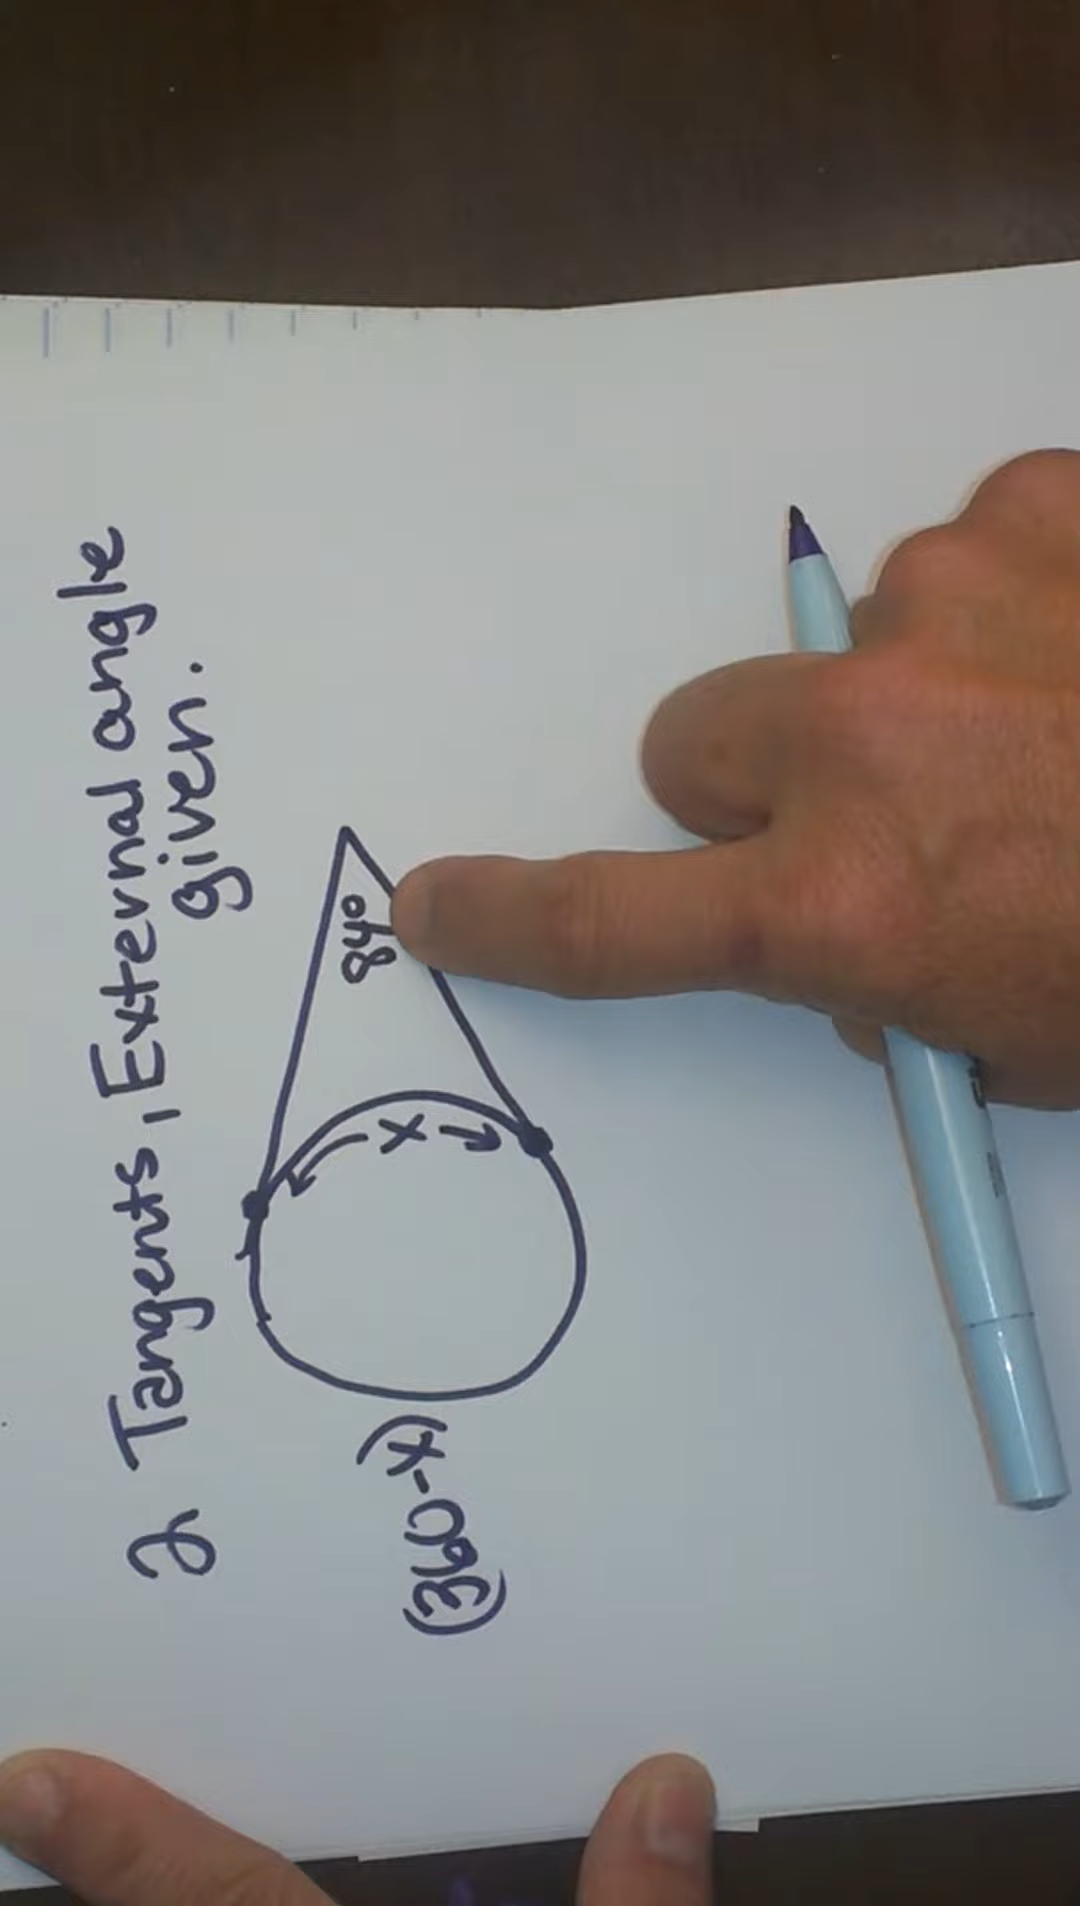 2 Tangents, External angle
given.
84°
x
(360-x)